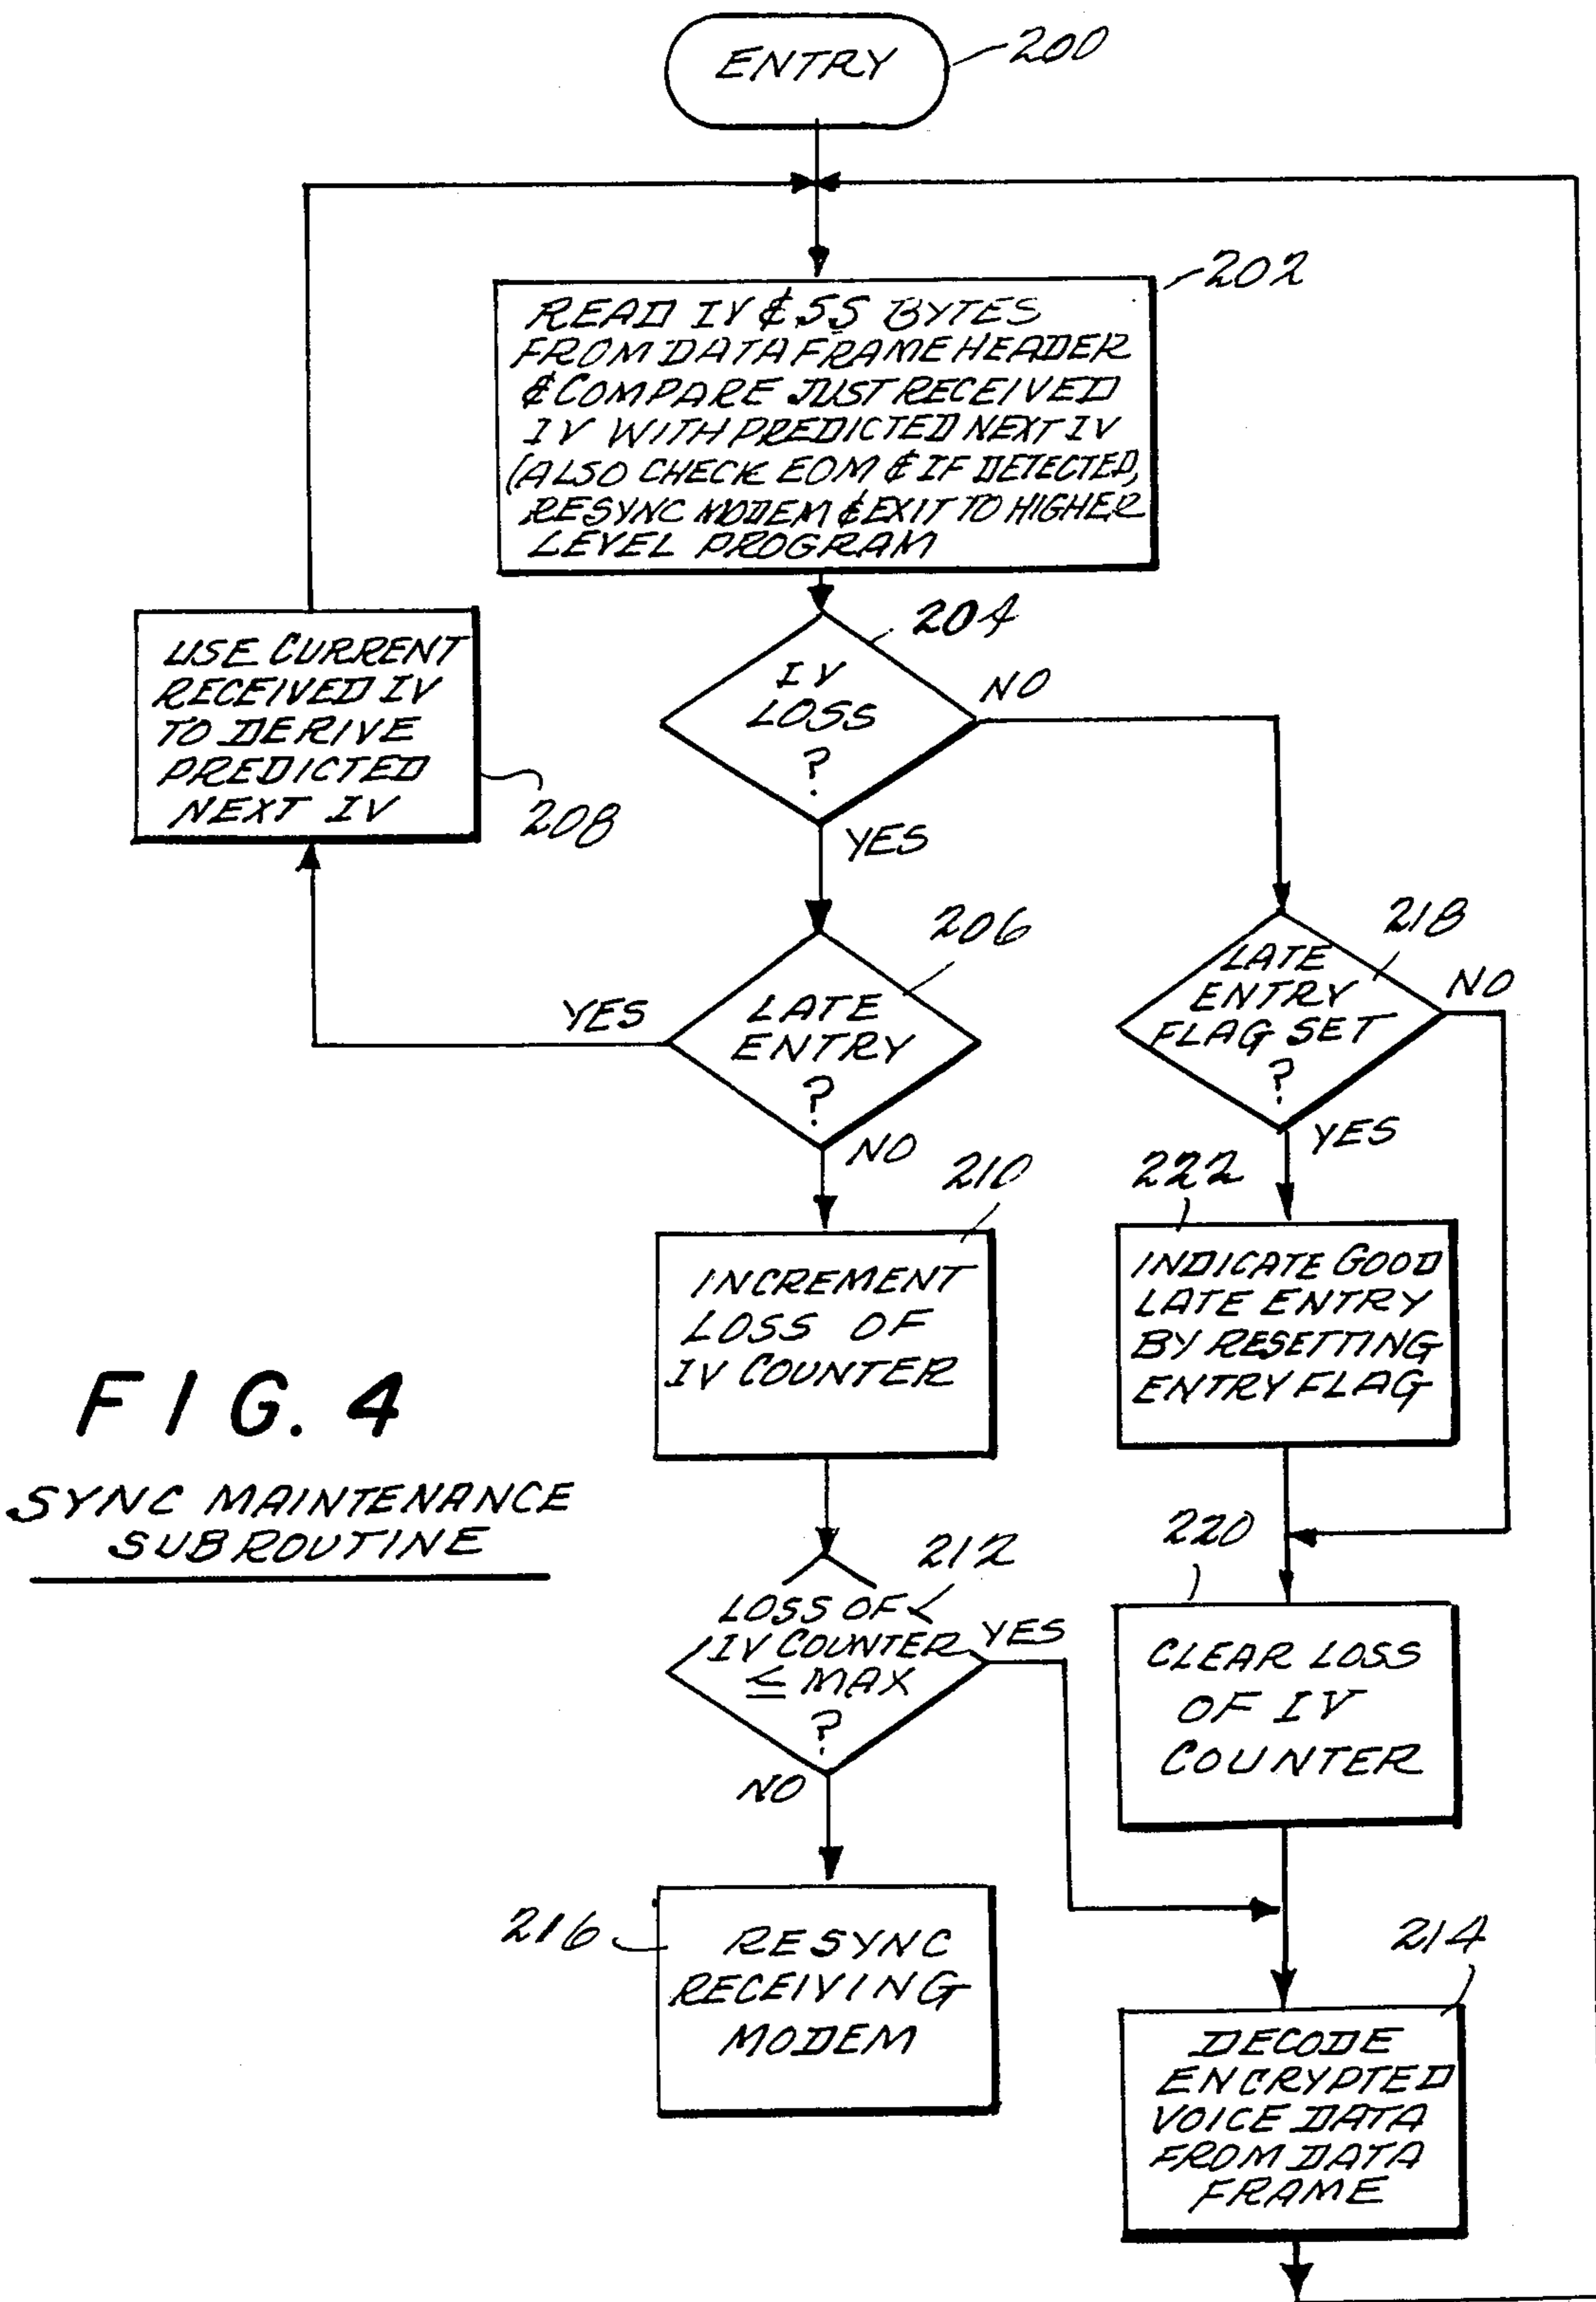 ENTRY
200
202
READ IV & SS BYTES
FROM DATA FRAME HEADER
& COMPARE JUST RECEIVED
IV WITH PREDICTED NEXT IV
(ALSO CHECK EOM & IF DETECTED,
RESYNC MODEM & EXIT TO HIGHER
LEVEL PROGRAM
204
IV
LOSS
?
NO
YES
USE CURRENT
RECEIVED IV
TO DERIVE
PREDICTED
NEXT IV
208
206
LATE
ENTRY
?
YES
NO
218
LATE
ENTRY
FLAG SET
?
NO
YES
210
INCREMENT
LOSS OF
IV COUNTER
222
INDICATE GOOD
LATE ENTRY
BY RESETTING
ENTRY FLAG
FIG. 4
SYNC MAINTENANCE
SUBROUTINE
212
LOSS OF
IV COUNTER
≤ MAX
?
YES
NO
220
CLEAR LOSS
OF IV
COUNTER
216
RESYNC
RECEIVING
MODEM
214
DECODE
ENCRYPTED
VOICE DATA
FROM DATA
FRAME